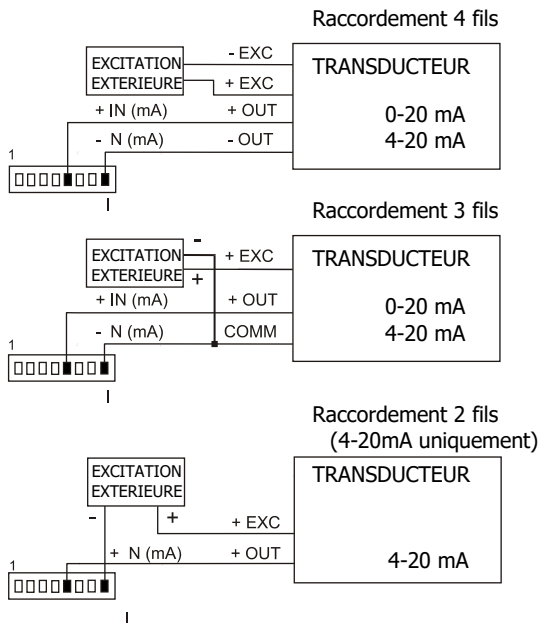 Raccordement 4 fils
EXCITATION
EXTERIEURE
- EXC
+ EXC
TRANSDUCTEUR
+ IN (mA)
+ OUT
0-20 mA
- N (mA)
- OUT
4-20 mA
1
I
Raccordement 3 fils
EXCITATION
EXTERIEURE
-
+
+ EXC
TRANSDUCTEUR
+ IN (mA)
+ OUT
0-20 mA
- N (mA)
COMM
4-20 mA
1
I
Raccordement 2 fils
(4-20mA uniquement)
EXCITATION
EXTERIEURE
TRANSDUCTEUR
- +
+ EXC
+ N (mA)
+ OUT
4-20 mA
1
I